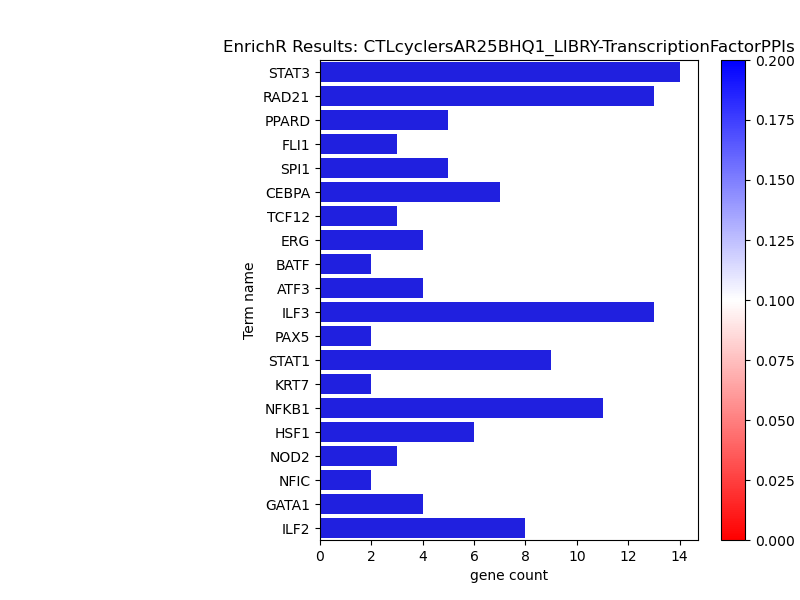 EnrichR Results: CTLcyclersAR25BHQ1_LIBRY-TranscriptionFactorPPIs
Term name
STAT3
RAD21
PPARD
FLI1
SPI1
CEBPA
TCF12
ERG
BATF
ATF3
ILF3
PAX5
STAT1
KRT7
NFKB1
HSF1
NOD2
NFIC
GATA1
ILF2
0 2 4 6 8 10 12 14
gene count
0.200
0.175
0.150
0.125
0.100
0.075
0.050
0.025
0.000